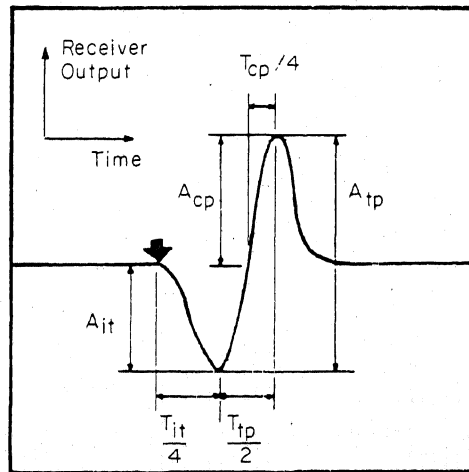 Receiver
Output
Time
T_cp/4
A_cp
A_tp
A_it
T_it/4
T_tp/2